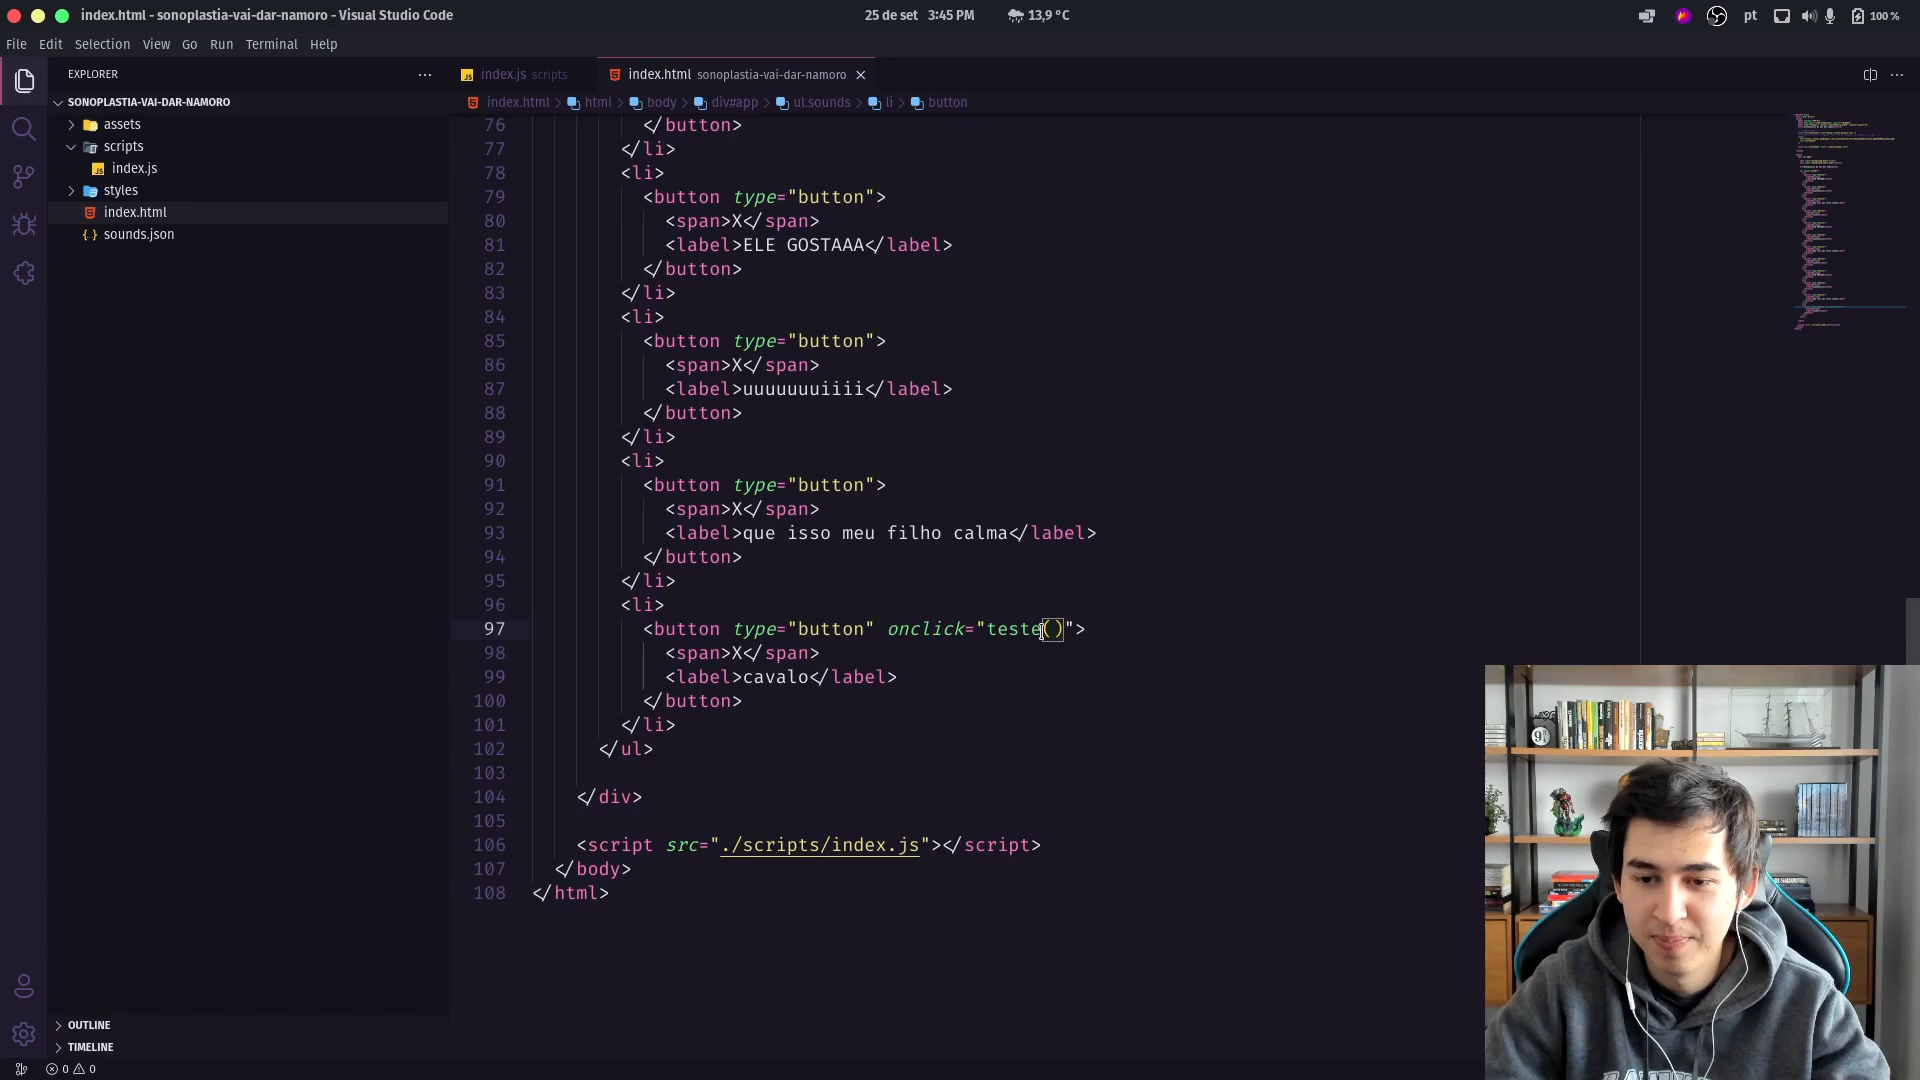 index.html - sonoplastia-vai-dar-namoro - Visual Studio Code
25 de set 3:45 PM
13,9 °C
pt
100 %
File Edit Selection View Go Run Terminal Help
EXPLORER
index.js scripts
index.html sonoplastia-vai-dar-namoro
SONOPLASTIA-VAI-DAR-NAMORO
index.html html body div#app ul.sounds li button
assets
scripts
index.js
styles
index.html
sounds.json
76 </button>
77 </li>
78 <li>
79 <button type="button">
80 <span>X</span>
81 <label>ELE GOSTAAA</label>
82 </button>
83 </li>
84 <li>
85 <button type="button">
86 <span>X</span>
87 <label>uuuuuuuiiii</label>
88 </button>
89 </li>
90 <li>
91 <button type="button">
92 <span>X</span>
93 <label>que isso meu filho calma</label>
94 </button>
95 </li>
96 <li>
97 <button type="button" onclick="teste()">
98 <span>X</span>
99 <label>cavalo</label>
100 </button>
101 </li>
102 </ul>
103
104 </div>
105
106 <script src="./scripts/index.js"></script>
107 </body>
108 </html>
OUTLINE
TIMELINE
0 0